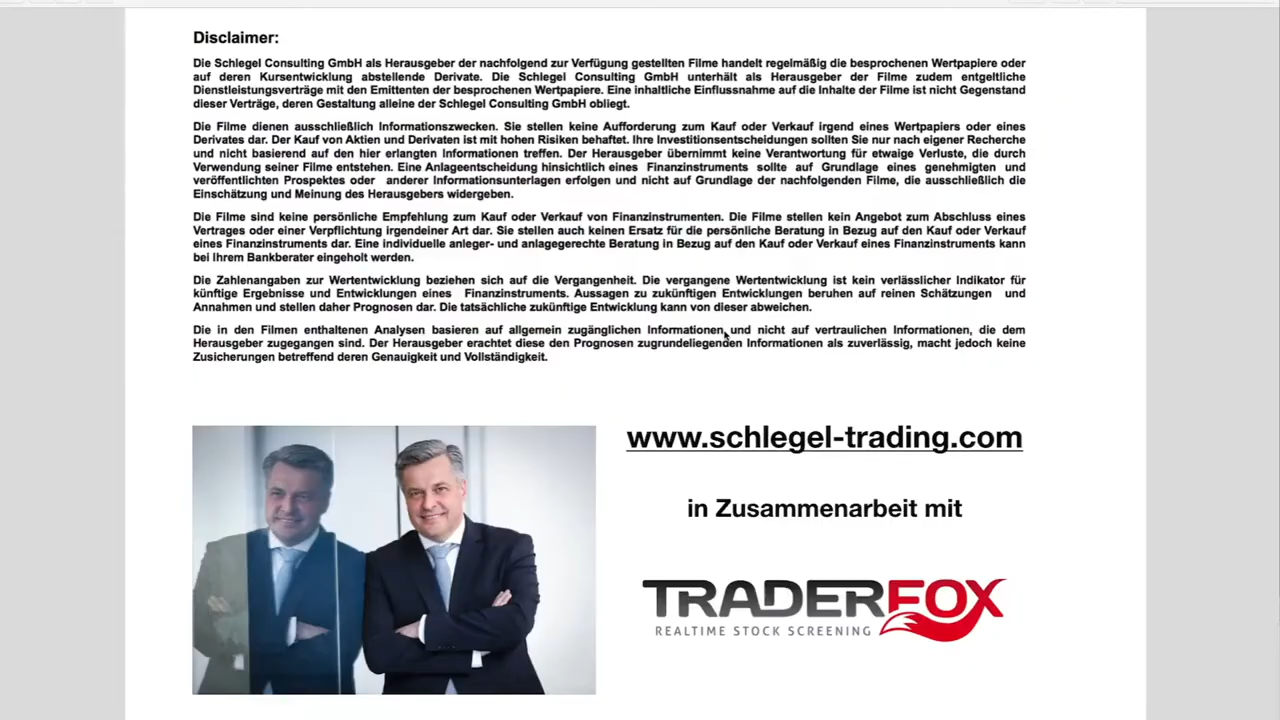 Disclaimer:
Die Schlegel Consulting GmbH als Herausgeber der nachfolgend zur Verfügung gestellten Filme handelt regelmäßig die besprochenen Wertpapiere oder
auf deren Kursentwicklung abstellende Derivate. Die Schlegel Consulting GmbH unterhält als Herausgeber der Filme zudem entgeltliche
Dienstleistungsverträge mit den Emittenten der besprochenen Wertpapiere. Eine inhaltliche Einflussnahme auf die Inhalte der Filme ist nicht Gegenstand
dieser Verträge, deren Gestaltung alleine der Schlegel Consulting GmbH obliegt.
Die Filme dienen ausschließlich Informationszwecken. Sie stellen keine Aufforderung zum Kauf oder Verkauf irgend eines Wertpapiers oder eines
Derivates dar. Der Kauf von Aktien und Derivaten ist mit hohen Risiken behaftet. Ihre Investitionsentscheidungen sollten Sie nur nach eigener Recherche
und nicht basierend auf den hier erlangten Informationen treffen. Der Herausgeber übernimmt keine Verantwortung für etwaige Verluste, die durch
Verwendung seiner Filme entstehen. Eine Anlageentscheidung hinsichtlich eines Finanzinstruments sollte auf Grundlage eines genehmigten und
veröffentlichten Prospektes oder anderer Informationsunterlagen erfolgen und nicht auf Grundlage der nachfolgenden Filme, die ausschließlich die
Einschätzung und Meinung des Herausgebers widergeben.
Die Filme sind keine persönliche Empfehlung zum Kauf oder Verkauf von Finanzinstrumenten. Die Filme stellen kein Angebot zum Abschluss eines
Vertrages oder einer Verpflichtung irgendeiner Art dar. Sie stellen auch keinen Ersatz für die persönliche Beratung in Bezug auf den Kauf oder Verkauf
eines Finanzinstruments dar. Eine individuelle anleger- und anlagegerechte Beratung in Bezug auf den Kauf oder Verkauf eines Finanzinstruments kann
bei Ihrem Bankberater eingeholt werden.
Die Zahlenangaben zur Wertentwicklung beziehen sich auf die Vergangenheit. Die vergangene Wertentwicklung ist kein verlässlicher Indikator für
künftige Ergebnisse und Entwicklungen eines Finanzinstruments. Aussagen zu zukünftigen Entwicklungen beruhen auf reinen Schätzungen und
Annahmen und stellen daher Prognosen dar. Die tatsächliche zukünftige Entwicklung kann von dieser abweichen.
Die in den Filmen enthaltenen Analysen basieren auf allgemein zugänglichen Informationen und nicht auf vertraulichen Informationen, die dem
Herausgeber zugegangen sind. Der Herausgeber erachtet diese den Prognosen zugrundeliegenden Informationen als zuverlässig, macht jedoch keine
Zusicherungen betreffend deren Genauigkeit und Vollständigkeit.
www.schlegel-trading.com
in Zusammenarbeit mit
TRADERFOX
REALTIME STOCK SCREENING